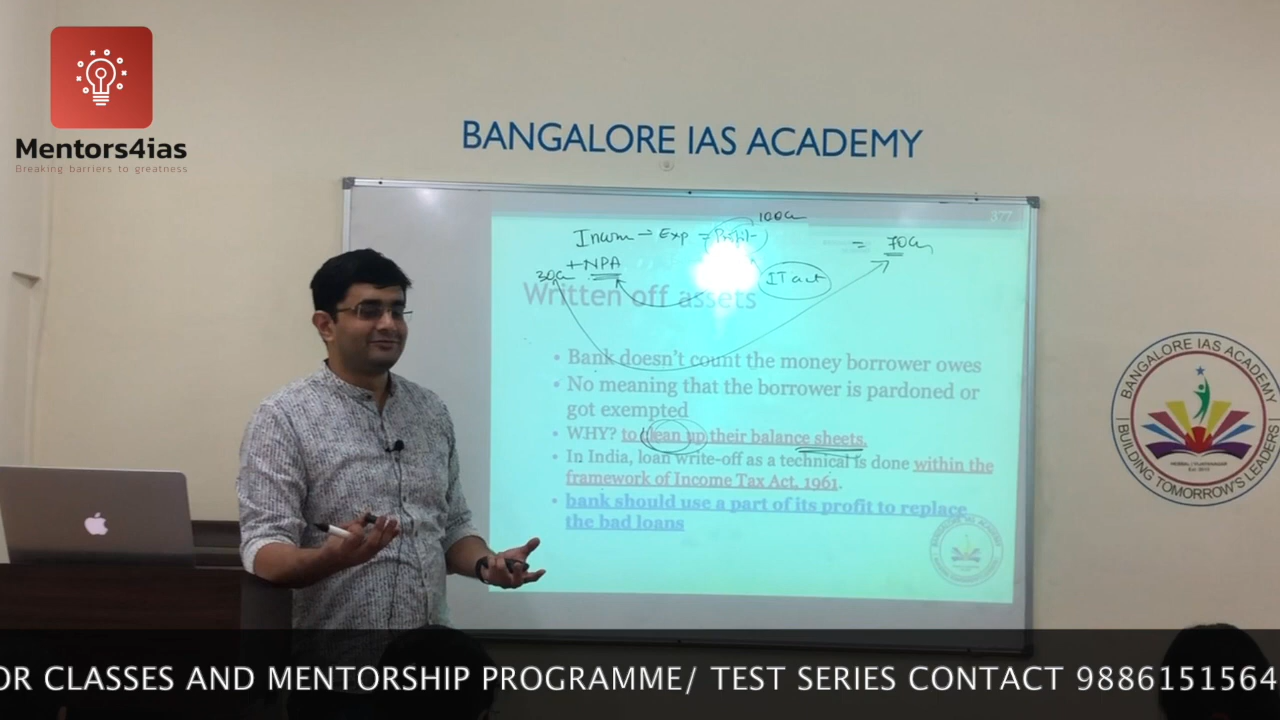 Mentors4ias
Breaking barriers to greatness
BANGALORE IAS ACADEMY
377
100Cr
Incom - Exp = Profit
= 70Cr
+NPA
30Cr
IT act
Written off assets
• Bank doesn't count the money borrower owes
• No meaning that the borrower is pardoned or
got exempted
• WHY? to clean up their balance sheets.
• In India, loan write-off as a technical is done within the
framework of Income Tax Act, 1961.
• bank should use a part of its profit to replace
the bad loans
BANGALORE IAS ACADEMY
| BUILDING TOMORROW'S LEADERS |
OR CLASSES AND MENTORSHIP PROGRAMME/ TEST SERIES CONTACT 9886151564